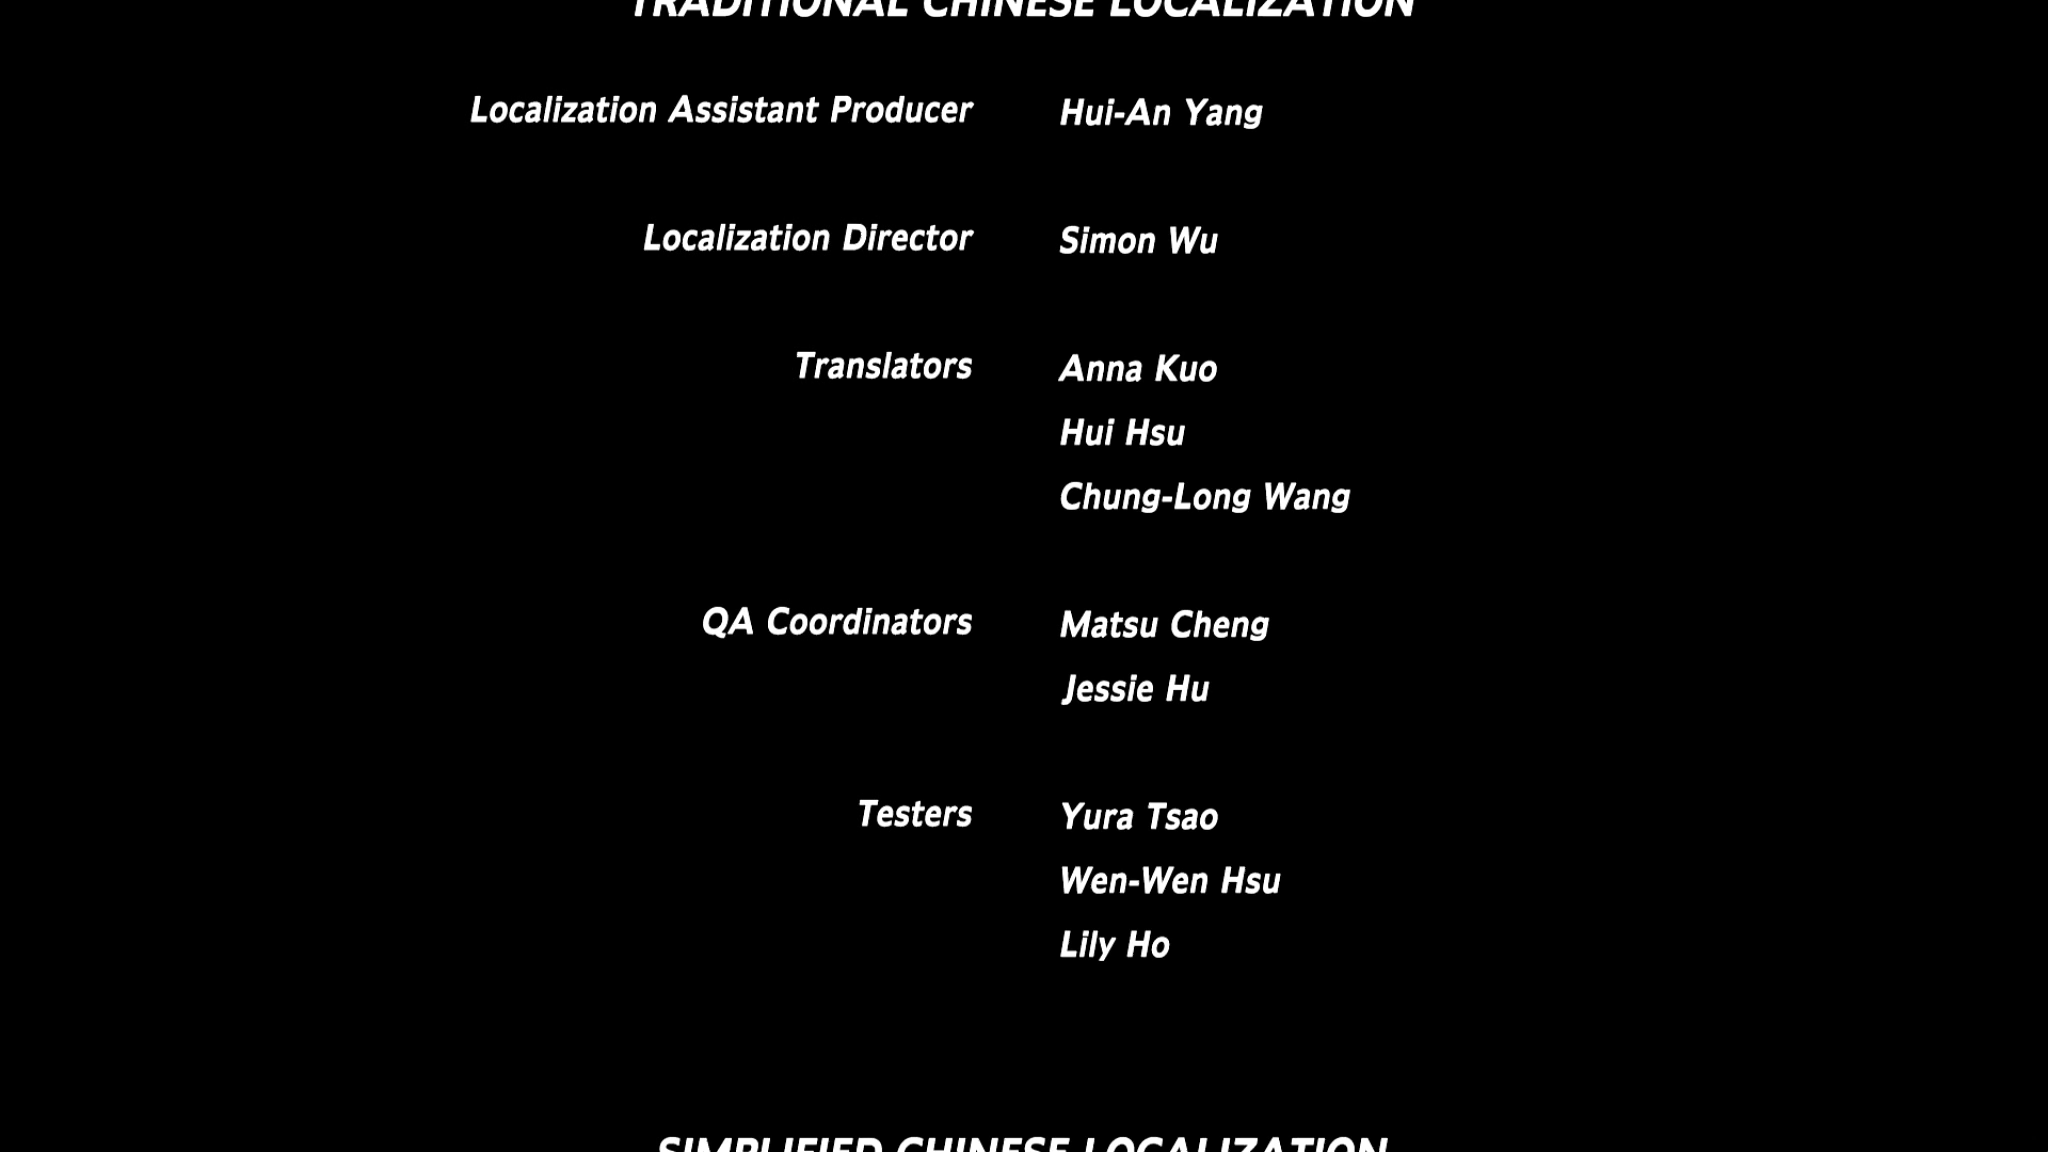 TRADITIONAL CHINESE LOCALIZATION
Localization Assistant Producer Hui-An Yang
Localization Director Simon Wu
Translators Anna Kuo
Hui Hsu
Chung-Long Wang
QA Coordinators Matsu Cheng
Jessie Hu
Testers Yura Tsao
Wen-Wen Hsu
Lily Ho
SIMPLIFIED CHINESE LOCALIZATION